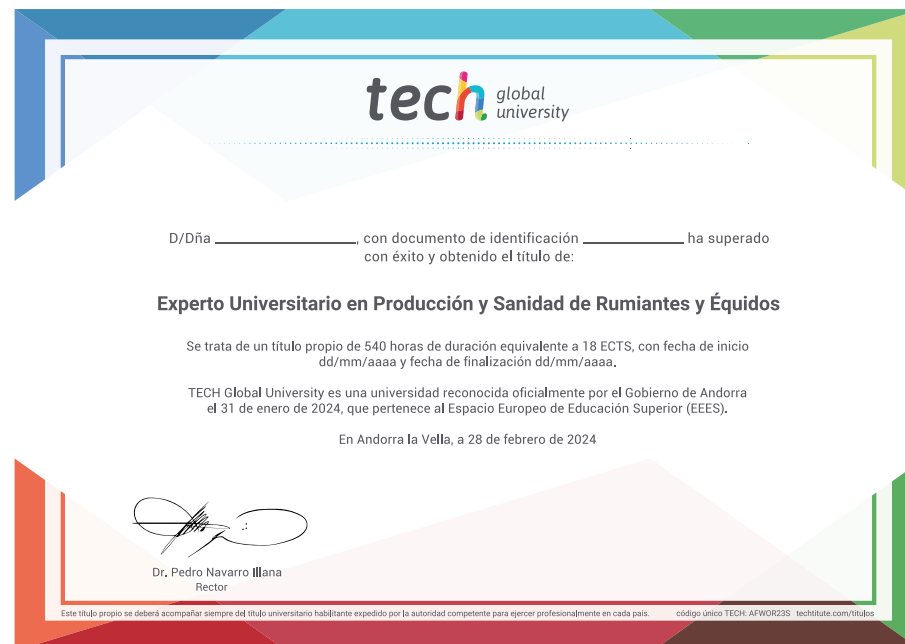 tech global university
D/Dña ____________________, con documento de identificación ______________ ha superado
con éxito y obtenido el título de:
Experto Universitario en Producción y Sanidad de Rumiantes y Équidos
Se trata de un título propio de 540 horas de duración equivalente a 18 ECTS, con fecha de inicio
dd/mm/aaaa y fecha de finalización dd/mm/aaaa.
TECH Global University es una universidad reconocida oficialmente por el Gobierno de Andorra
el 31 de enero de 2024, que pertenece al Espacio Europeo de Educación Superior (EEES).
En Andorra la Vella, a 28 de febrero de 2024
Dr. Pedro Navarro Illana
Rector
Este título propio se deberá acompañar siempre del título universitario habilitante expedido por la autoridad competente para ejercer profesionalmente en cada país. código único TECH: AFWOR23S techtitute.com/titulos